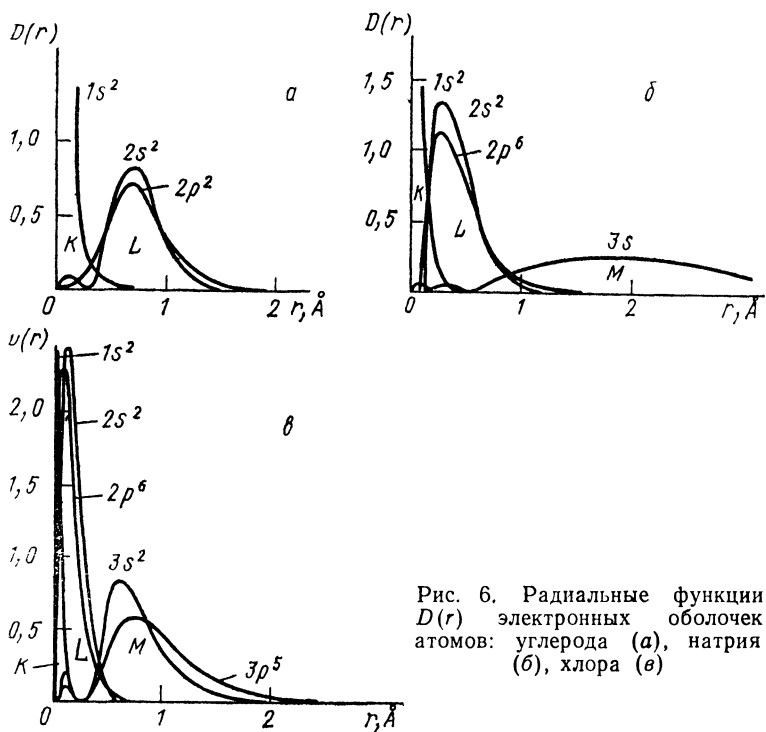 D(r)
1s²
а
1,0
2s²
2p²
0,5
K
L
0
1
2
r, Å
D(r)
1,5
1s²
б
2s²
1,0
2p⁶
K
0,5
L
3s
M
0
1
2
r, Å
υ(r)
1s²
2,0
2s²
в
1,5
2p⁶
1,0
3s²
0,5
L
M
K
3p⁵
0
1
2
r, Å
Рис. 6. Радиальные функции
D(r) электронных оболочек
атомов: углерода (а), натрия
(б), хлора (в)